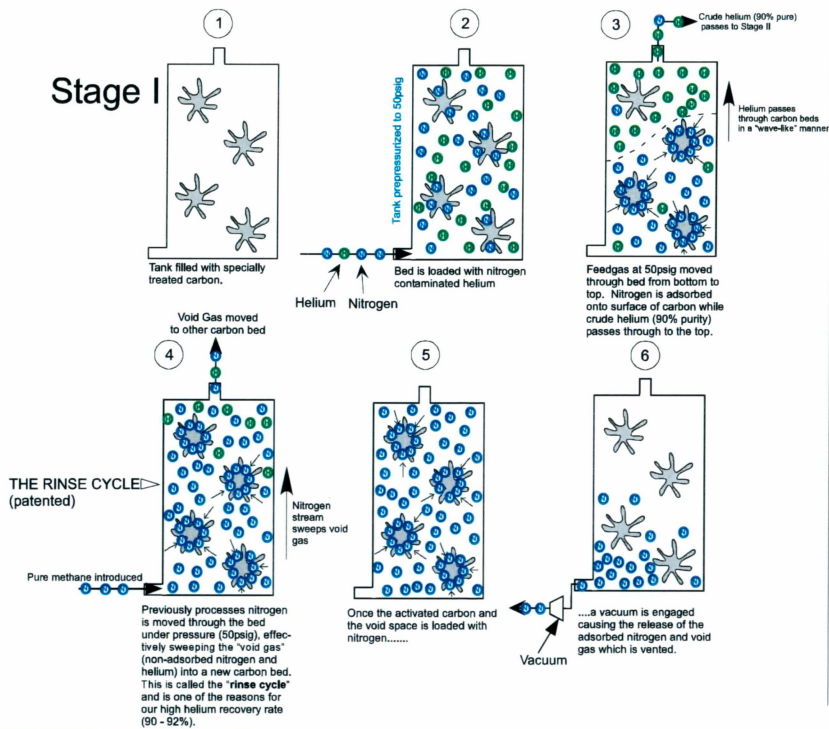 Stage I
1
Tank filled with specially
treated carbon.
2
Tank prepressurized to 50psig
Helium
Nitrogen
Bed is loaded with nitrogen
contaminated helium
3
Crude helium (90% pure)
passes to Stage II
Helium passes
through carbon beds
in a "wave-like" manner
Feedgas at 50psig moved
through bed from bottom to
top. Nitrogen is adsorbed
onto surface of carbon while
crude helium (90% purity)
passes through to the top.
Void Gas moved
to other carbon bed
4
THE RINSE CYCLE
(patented)
Nitrogen
stream
sweeps void
gas
Pure methane introduced
Previously processes nitrogen
is moved through the bed
under pressure (50psig), effec-
tively sweeping the "void gas"
(non-adsorbed nitrogen and
helium) into a new carbon bed.
This is called the "rinse cycle"
and is one of the reasons for
our high helium recovery rate
(90 - 92%).
5
Once the activated carbon and
the void space is loaded with
nitrogen.......
6
Vacuum
....a vacuum is engaged
causing the release of the
adsorbed nitrogen and void
gas which is vented.